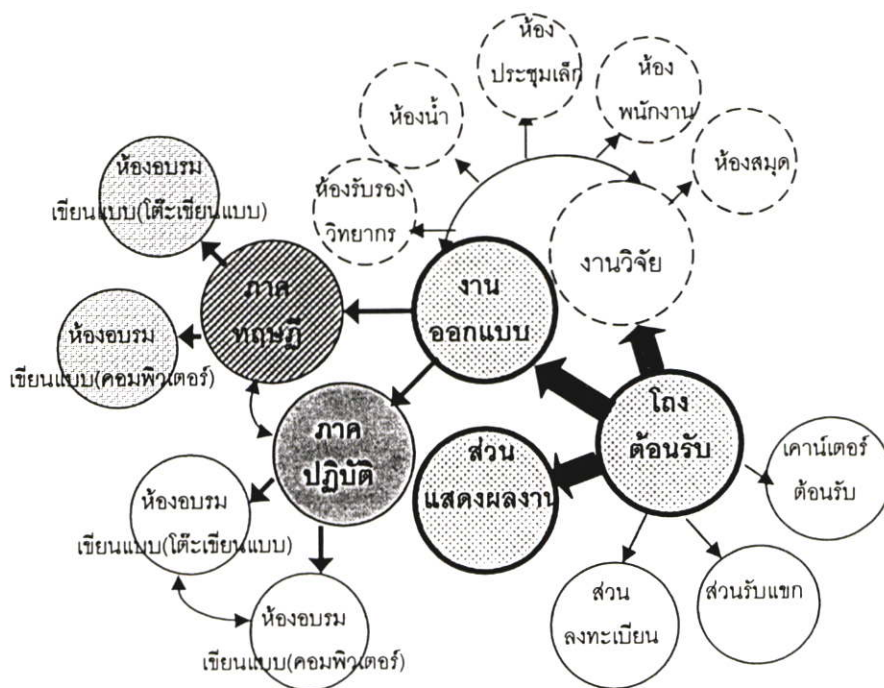 ห้อง
ประชุมเล็ก
ห้อง
พนักงาน
ห้องน้ำ
ห้องสมุด
ห้องรับรอง
วิทยากร
งานวิจัย
ห้องอบรม
เขียนแบบ(โต๊ะเขียนแบบ)
ภาค
ทฤษฎี
งาน
ออกแบบ
ห้องอบรม
เขียนแบบ(คอมพิวเตอร์)
โถง
ต้อนรับ
ภาค
ปฏิบัติ
ส่วน
แสดงผลงาน
เคาน์เตอร์
ต้อนรับ
ห้องอบรม
เขียนแบบ(โต๊ะเขียนแบบ)
ส่วน
ลงทะเบียน
ส่วนรับแขก
ห้องอบรม
เขียนแบบ(คอมพิวเตอร์)